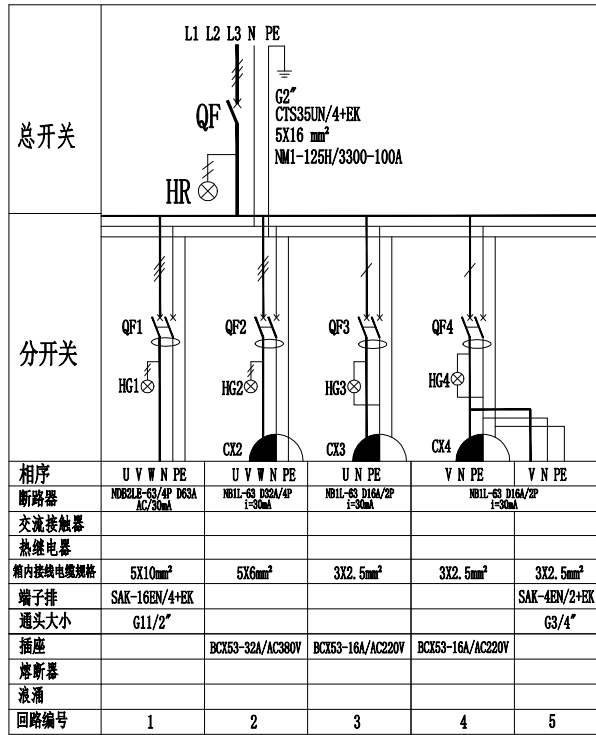 L1 L2 L3 N PE
总开关
QF
G2″
CTS35UN/4+EK
5X16 mm²
NM1-125H/3300-100A
HR
分开关
QF1
QF2
QF3
QF4
HG1
HG2
HG3
HG4
CX2
CX3
CX4
相序 U V W N PE U V W N PE U N PE V N PE V N PE
断路器 NDB2LE-63/4P D63A NB1L-63 D32A/4P NB1L-63 D16A/2P NB1L-63 D16A/2P
AC/30mA i=30mA i=30mA i=30mA
交流接触器
热继电器
箱内接线电缆规格 5X10mm² 5X6mm² 3X2.5mm² 3X2.5mm² 3X2.5mm²
端子排 SAK-16EN/4+EK SAK-4EN/2+EK
通头大小 G11/2″ G3/4″
插座 BCX53-32A/AC380V BCX53-16A/AC220V BCX53-16A/AC220V
熔断器
浪涌
回路编号 1 2 3 4 5